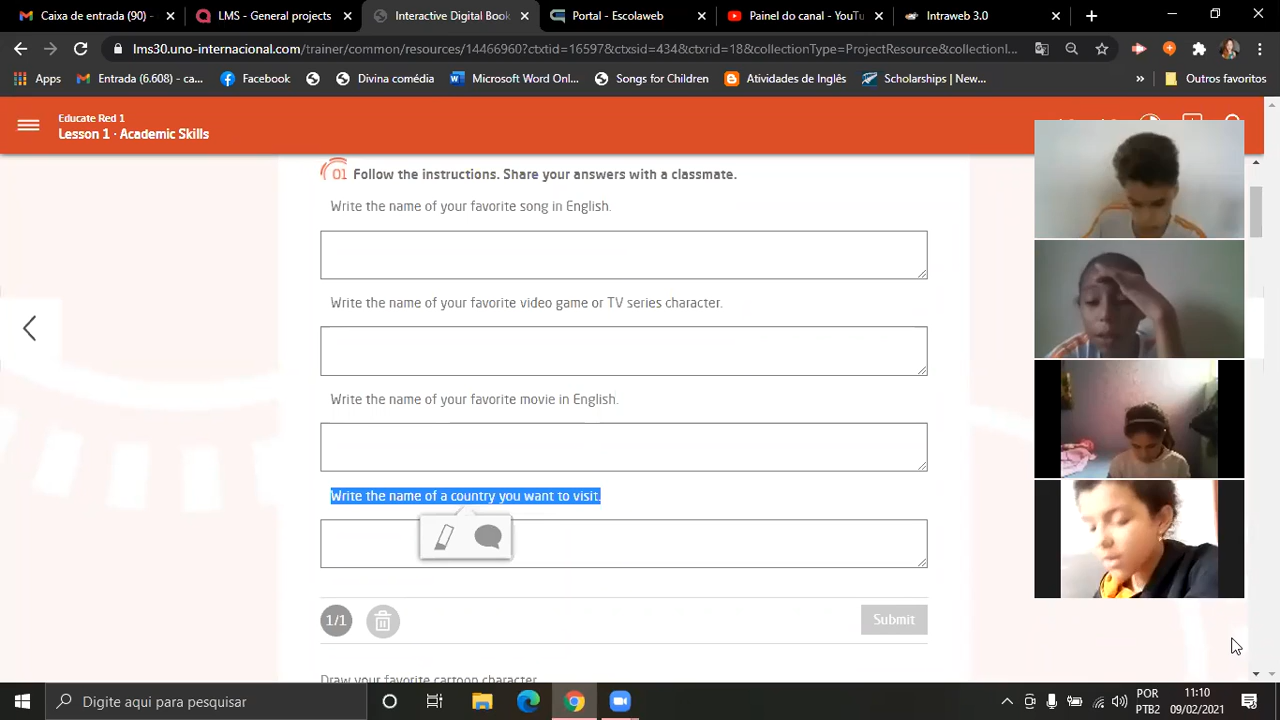 Caixa de entrada (90) -
LMS - General projects
Interactive Digital Book
Portal - Escolaweb
Painel do canal - YouTu
Intraweb 3.0
lms30.uno-internacional.com/trainer/common/resources/14466960?ctxtid=16597&ctxsid=434&ctxrid=18&collectionType=ProjectResource&collectionI...
Apps
Entrada (6.608) - ca...
Facebook
Divina comédia
Microsoft Word Onl...
Songs for Children
Atividades de Inglês
Scholarships | New...
»
Outros favoritos
Educate Red 1
Lesson 1 · Academic Skills
01 Follow the instructions. Share your answers with a classmate.
Write the name of your favorite song in English.
Write the name of your favorite video game or TV series character.
Write the name of your favorite movie in English.
Write the name of a country you want to visit.
1/1
Submit
Draw your favorite cartoon character.
Digite aqui para pesquisar
POR
PTB2
11:10
09/02/2021